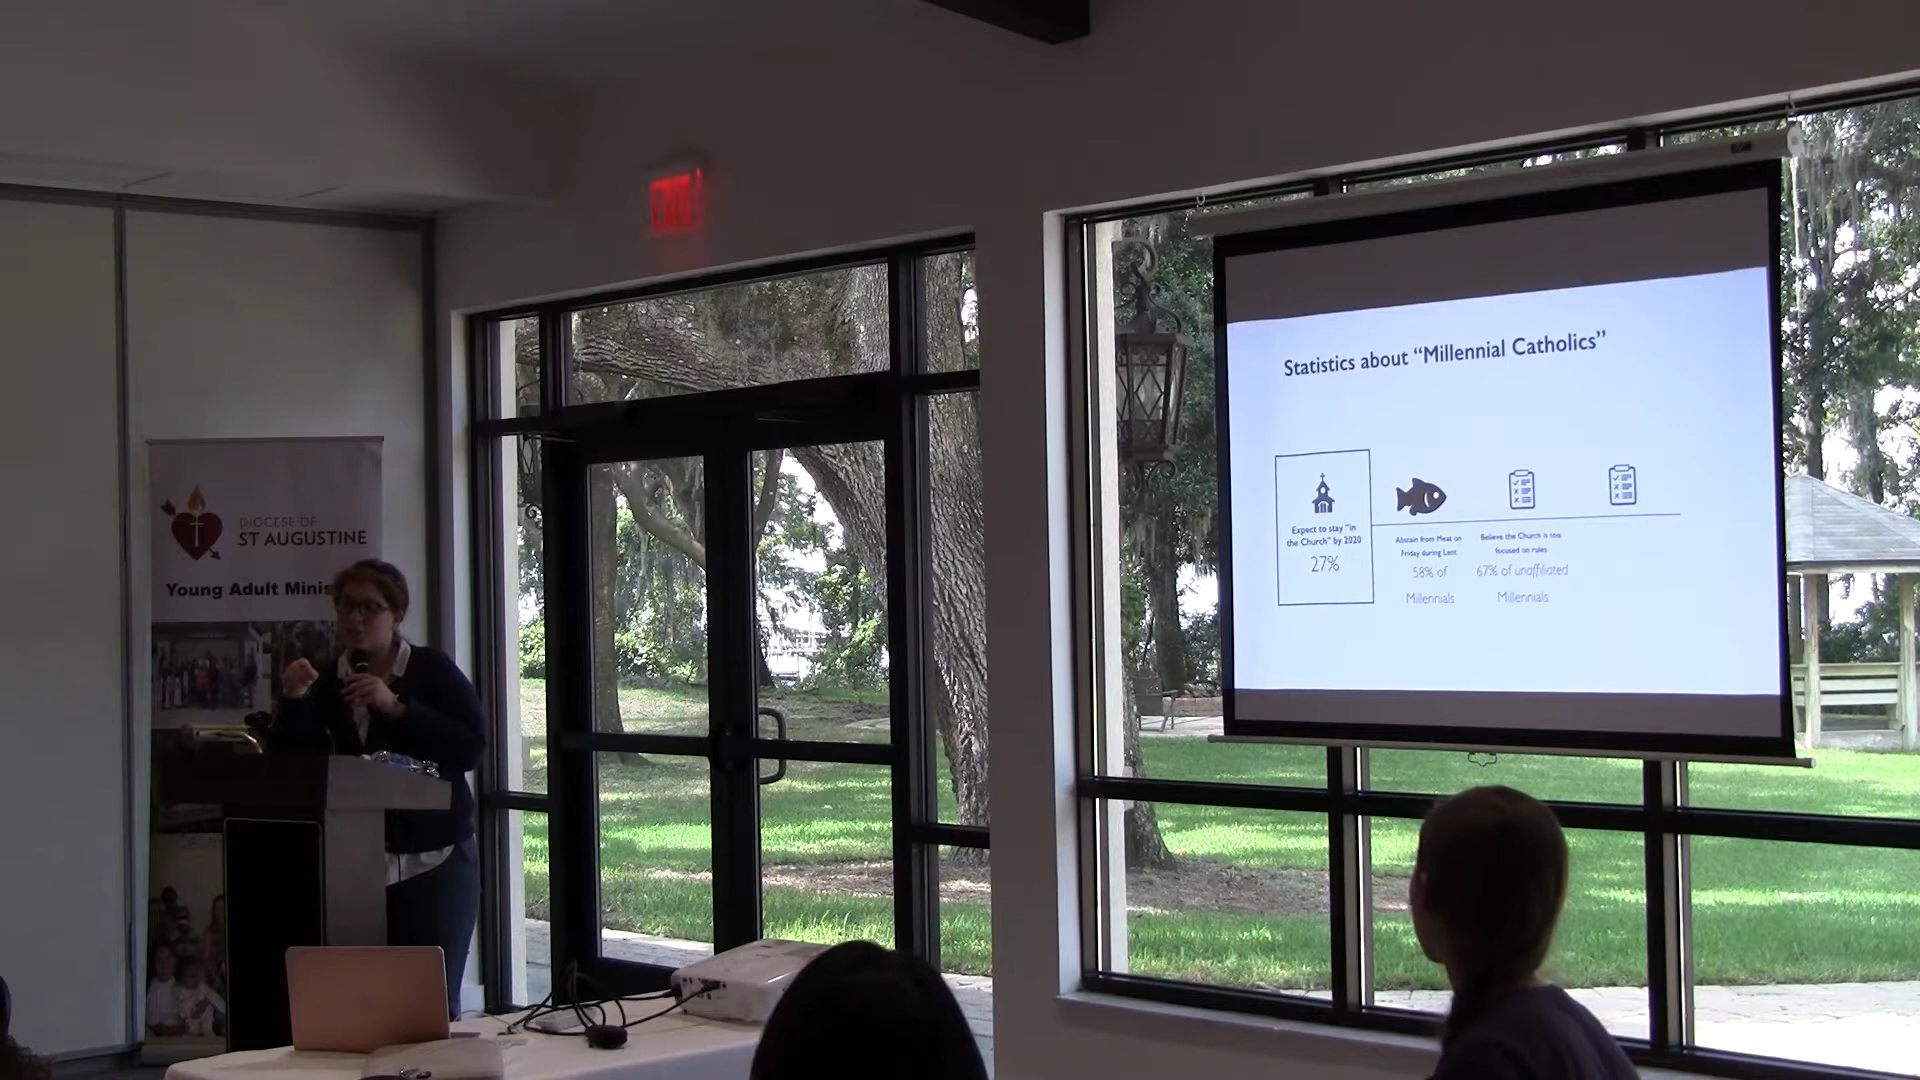 EXIT
DIOCESE OF
ST AUGUSTINE
Young Adult Minis
Statistics about “Millennial Catholics”
Expect to stay "in
the Church" by 2020
27%
Abstain from Meat on
Friday during Lent
58% of
Millennials
Believe the Church is too
focused on rules
67% of unaffiliated
Millennials